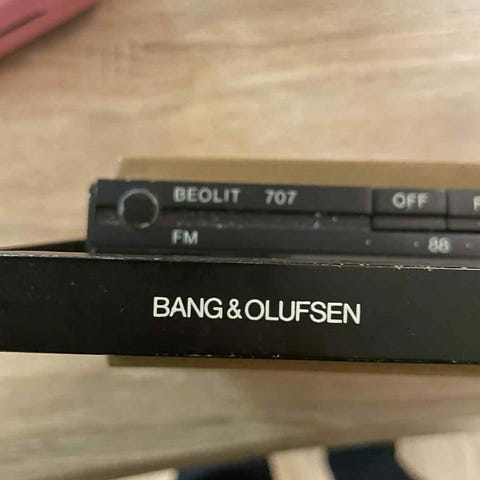 BEOLIT 707 OFF
FM 88
BANG & OLUFSEN